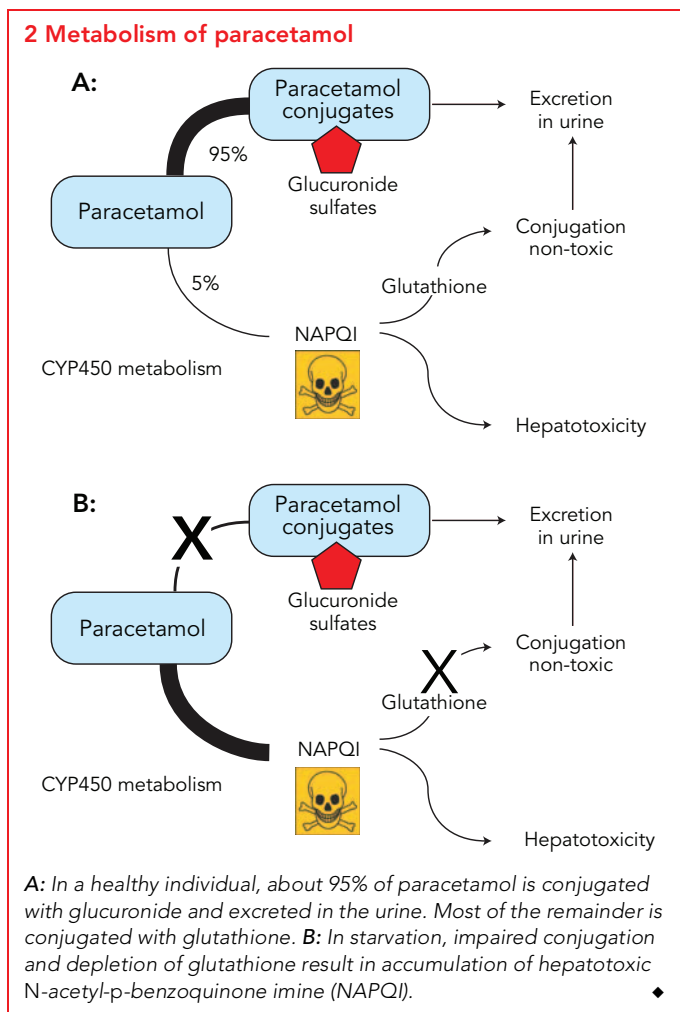 2 Metabolism of paracetamol
A:
Paracetamol
conjugates
Excretion
in urine
95%
Glucuronide
sulfates
Paracetamol
Conjugation
non-toxic
5%
Glutathione
NAPQI
CYP450 metabolism
Hepatotoxicity
B:
Paracetamol
conjugates
Excretion
in urine
X
Glucuronide
sulfates
Paracetamol
Conjugation
non-toxic
X
Glutathione
NAPQI
CYP450 metabolism
Hepatotoxicity
A: In a healthy individual, about 95% of paracetamol is conjugated
with glucuronide and excreted in the urine. Most of the remainder is
conjugated with glutathione. B: In starvation, impaired conjugation
and depletion of glutathione result in accumulation of hepatotoxic
N-acetyl-p-benzoquinone imine (NAPQI). ◆